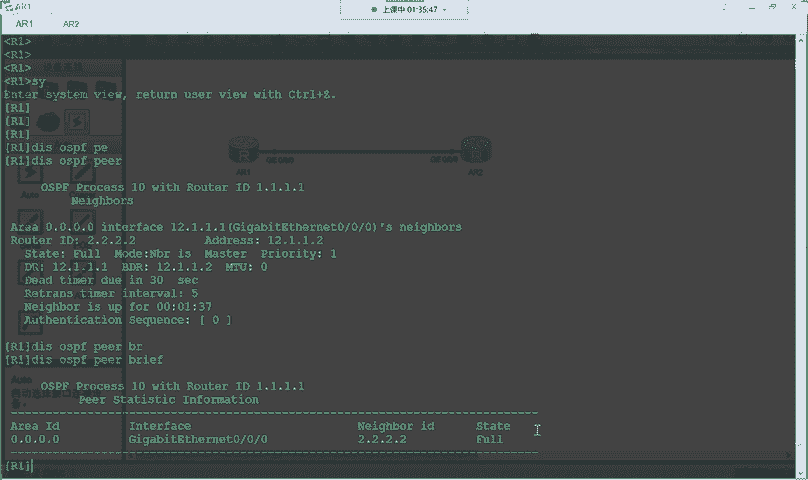 AR1
上课中 01:35:47
AR1 AR2
<R1>
<R1>
<R1>
<R1>sy
Enter system view, return user view with Ctrl+Z.
[R1]
[R1]
[R1]
[R1]dis ospf pe
[R1]dis ospf peer
OSPF Process 10 with Router ID 1.1.1.1
Neighbors
Area 0.0.0.0 interface 12.1.1.1(GigabitEthernet0/0/0)'s neighbors
Router ID: 2.2.2.2 Address: 12.1.1.2
State: Full Mode:Nbr is Master Priority: 1
DR: 12.1.1.1 BDR: 12.1.1.2 MTU: 0
Dead timer due in 30 sec
Retrans timer interval: 5
Neighbor is up for 00:01:37
Authentication Sequence: [ 0 ]
[R1]dis ospf peer br
[R1]dis ospf peer brief
OSPF Process 10 with Router ID 1.1.1.1
Peer Statistic Information
Area Id Interface Neighbor id State
0.0.0.0 GigabitEthernet0/0/0 2.2.2.2 Full
[R1]
AR1
AR2
Auto
Auto